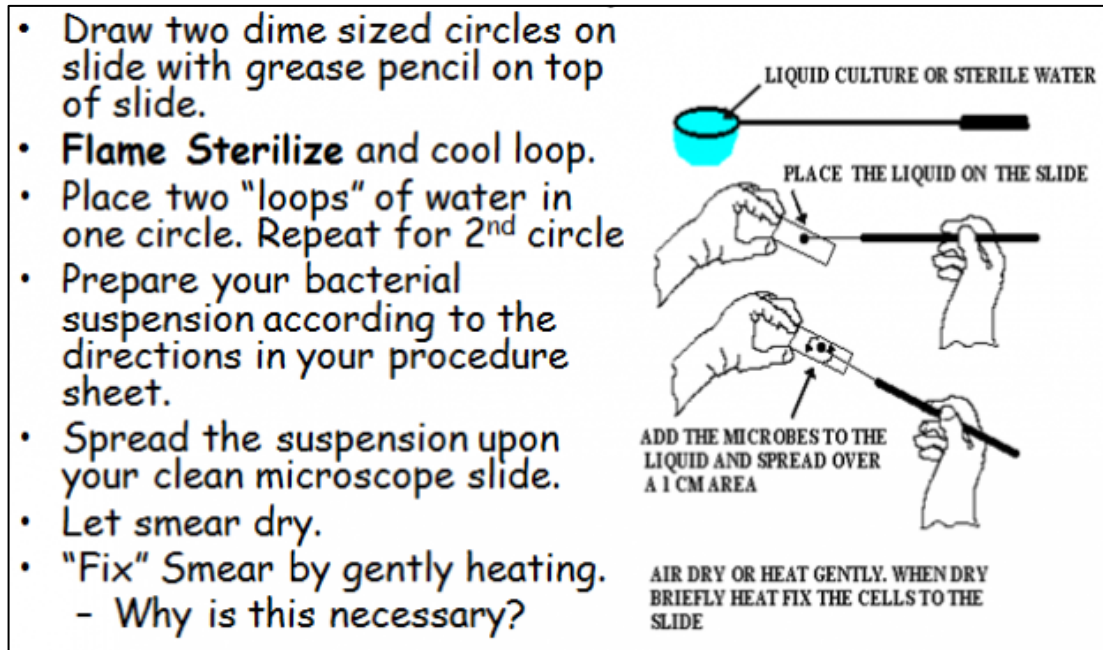 • Draw two dime sized circles on
slide with grease pencil on top
of slide.
• Flame Sterilize and cool loop.
• Place two “loops” of water in
one circle. Repeat for 2nd circle
• Prepare your bacterial
suspension according to the
directions in your procedure
sheet.
• Spread the suspension upon
your clean microscope slide.
• Let smear dry.
• “Fix” Smear by gently heating.
– Why is this necessary?
LIQUID CULTURE OR STERILE WATER
PLACE THE LIQUID ON THE SLIDE
ADD THE MICROBES TO THE
LIQUID AND SPREAD OVER
A 1 CM AREA
AIR DRY OR HEAT GENTLY. WHEN DRY
BRIEFLY HEAT FIX THE CELLS TO THE
SLIDE